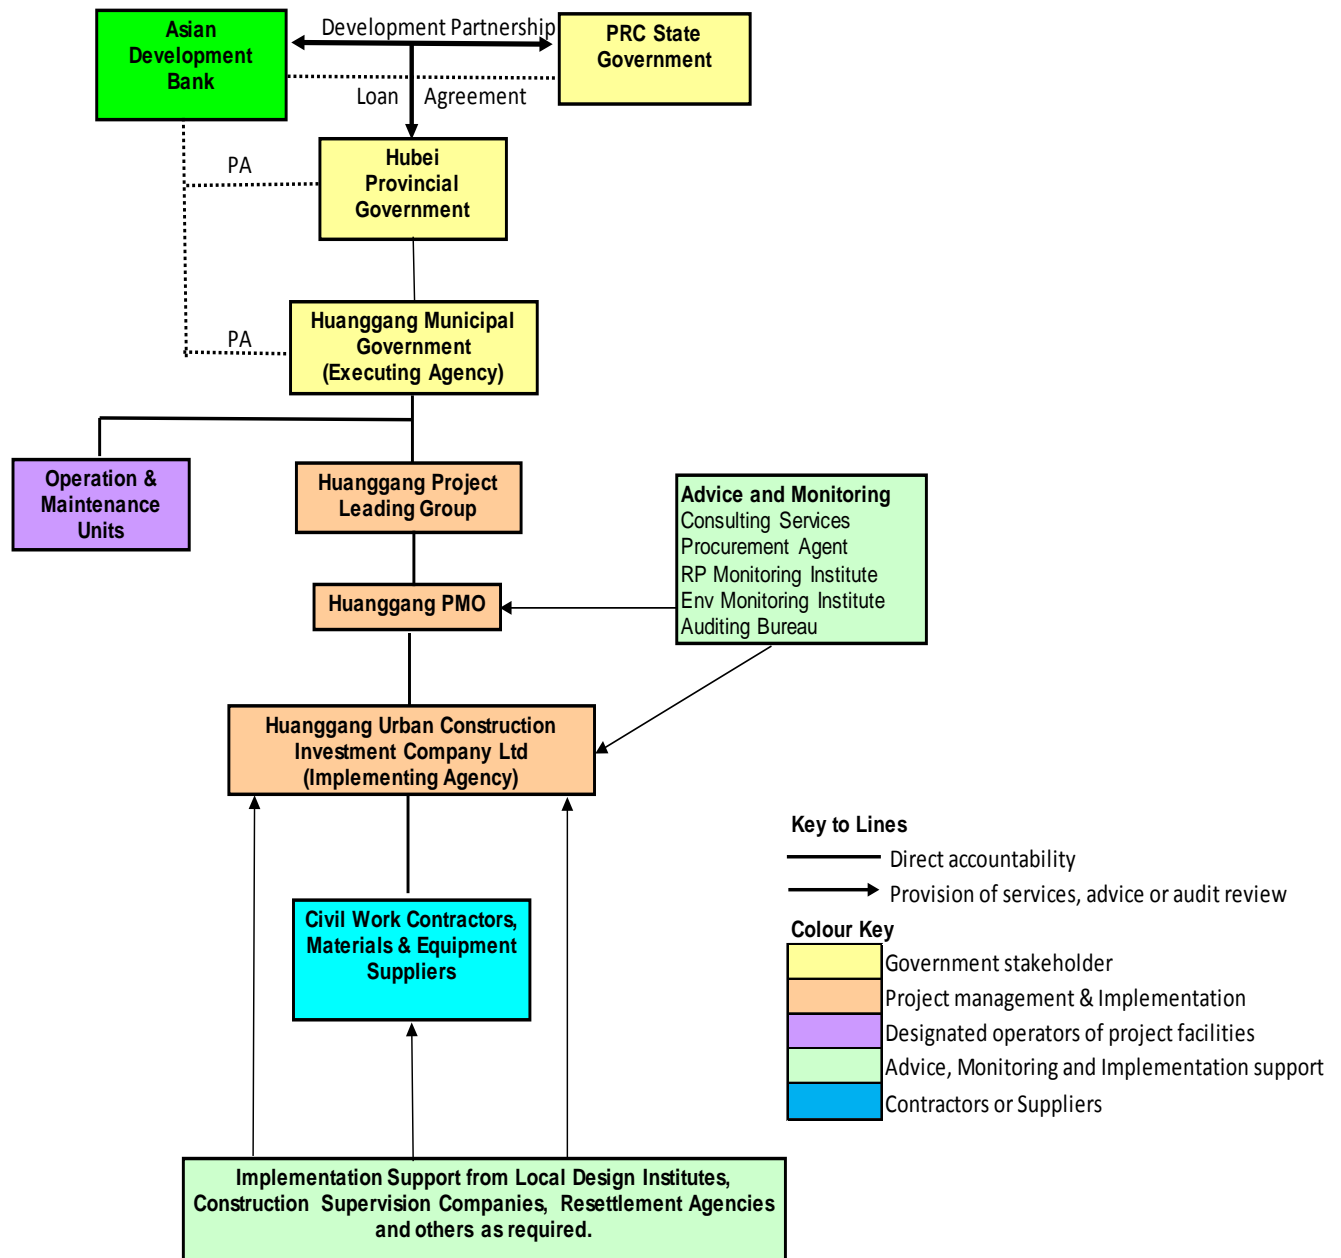 Asian
Development
Bank
Development Partnership
PRC State
Government
Loan Agreement
PA
Hubei
Provincial
Government
PA
Huanggang Municipal
Government
(Executing Agency)
Operation &
Maintenance
Units
Huanggang Project
Leading Group
Advice and Monitoring
Consulting Services
Procurement Agent
RP Monitoring Institute
Env Monitoring Institute
Auditing Bureau
Huanggang PMO
Huanggang Urban Construction
Investment Company Ltd
(Implementing Agency)
Civil Work Contractors,
Materials & Equipment
Suppliers
Key to Lines
Direct accountability
Provision of services, advice or audit review
Colour Key
Government stakeholder
Project management & Implementation
Designated operators of project facilities
Advice, Monitoring and Implementation support
Contractors or Suppliers
Implementation Support from Local Design Institutes,
Construction Supervision Companies, Resettlement Agencies
and others as required.